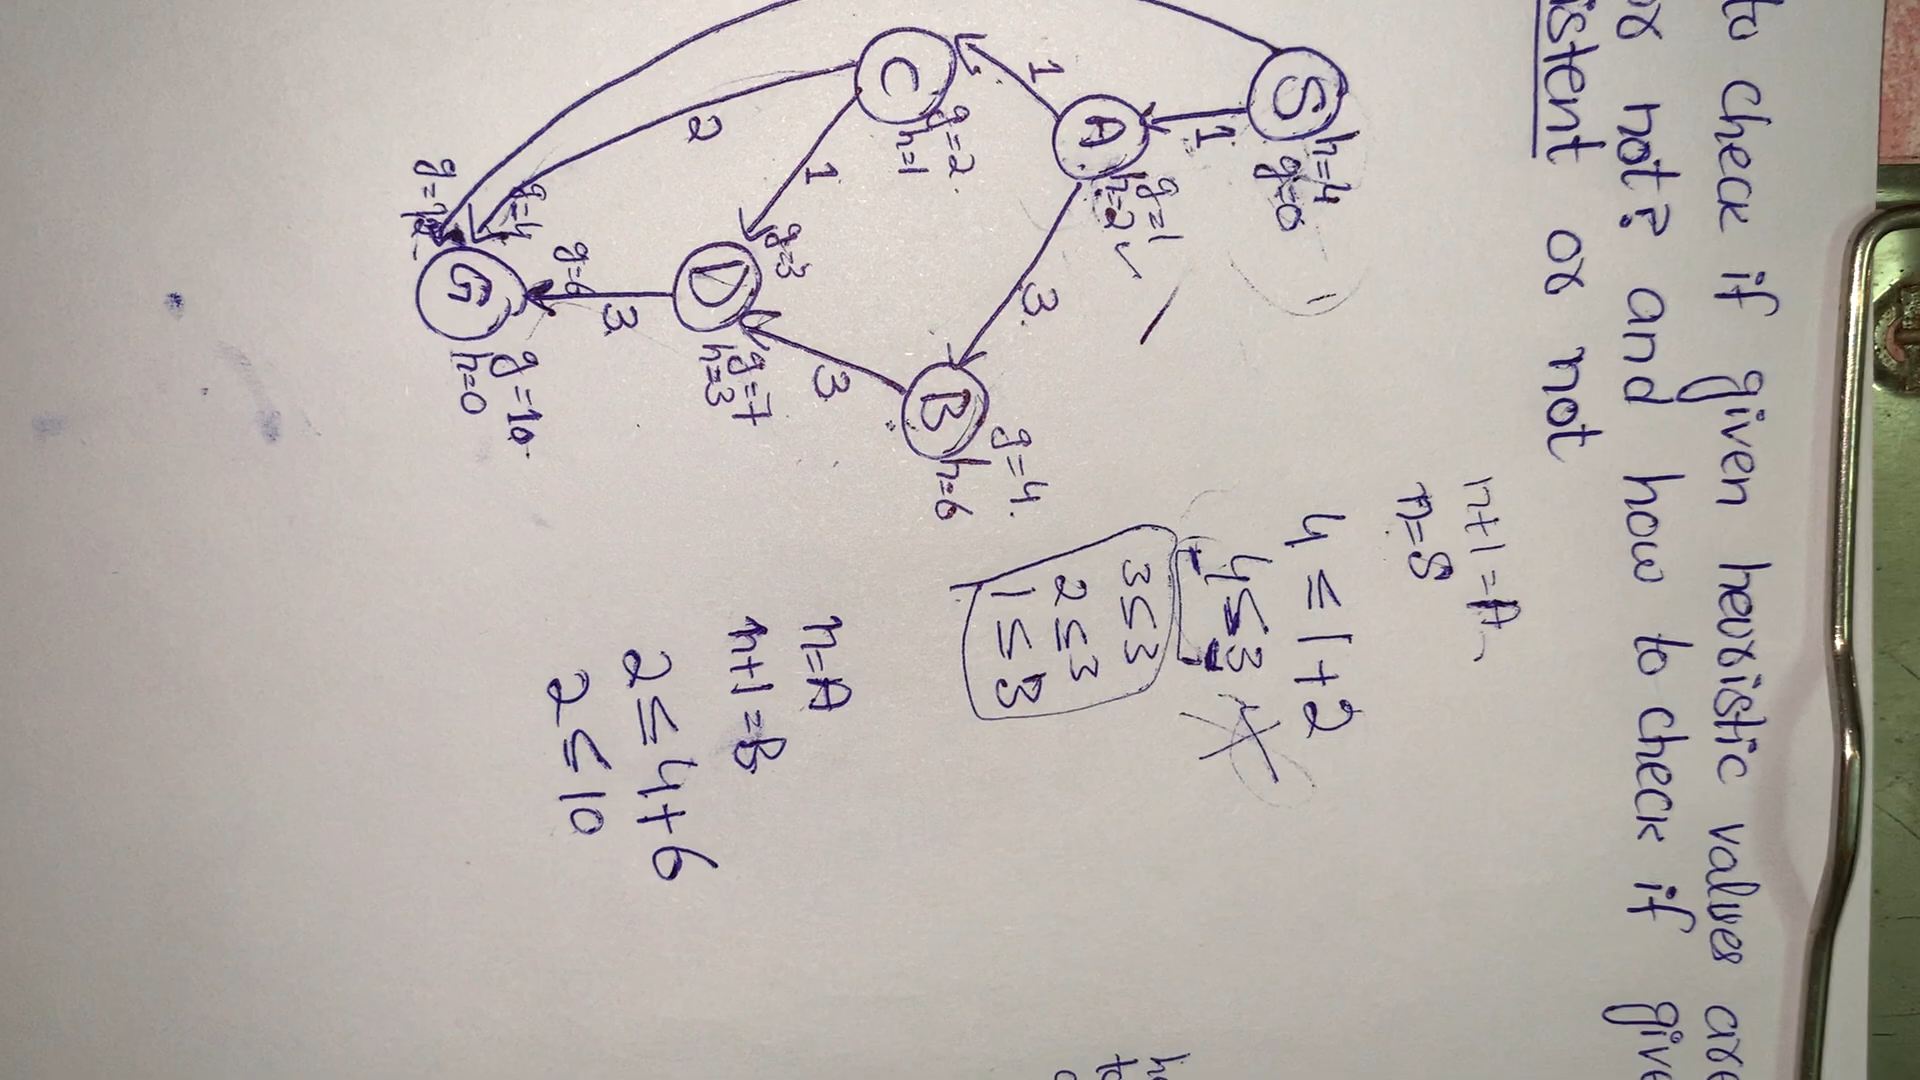 to check if given heuristic values are
or not? and how to check if give
istent or not
S
h=4
g=0
1
A
g=1
h=2
1
3
C
g=2
h=1
B
g=4
h=6
2
1
3
g=3
D
g=7
h=3
g=4
g=6
3
G
g=10
h=0
n+1=A
n=S
4 ≤ 1+2
4≤3
3≤3
2≤3
1≤3
n=A
n+1=B
2≤4+6
2≤10